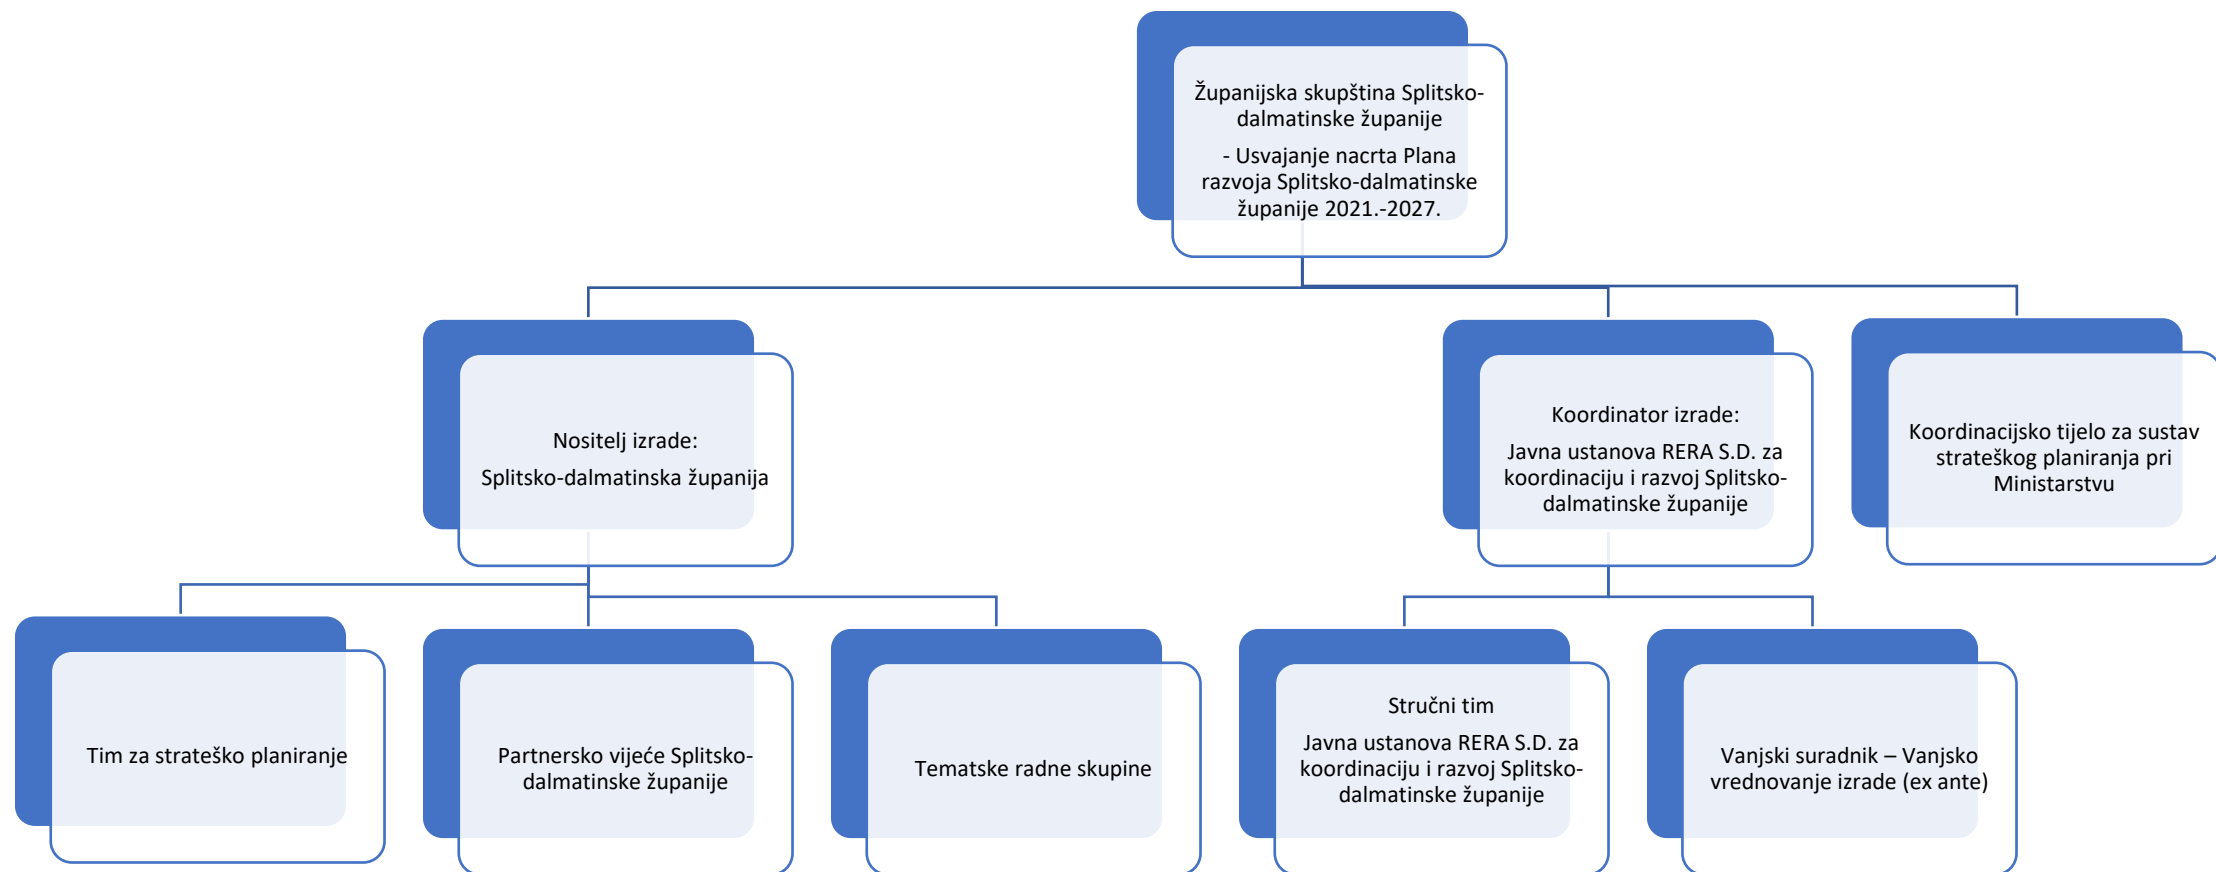 Županijska skupština Splitsko-
dalmatinske županije
- Usvajanje nacrta Plana
razvoja Splitsko-dalmatinske
županije 2021.-2027.
Nositelj izrade:
Splitsko-dalmatinska županija
Koordinator izrade:
Javna ustanova RERA S.D. za
koordinaciju i razvoj Splitsko-
dalmatinske županije
Koordinacijsko tijelo za sustav
strateškog planiranja pri
Ministarstvu
Tim za strateško planiranje
Partnersko vijeće Splitsko-
dalmatinske županije
Tematske radne skupine
Stručni tim
Javna ustanova RERA S.D. za
koordinaciju i razvoj Splitsko-
dalmatinske županije
Vanjski suradnik – Vanjsko
vrednovanje izrade (ex ante)